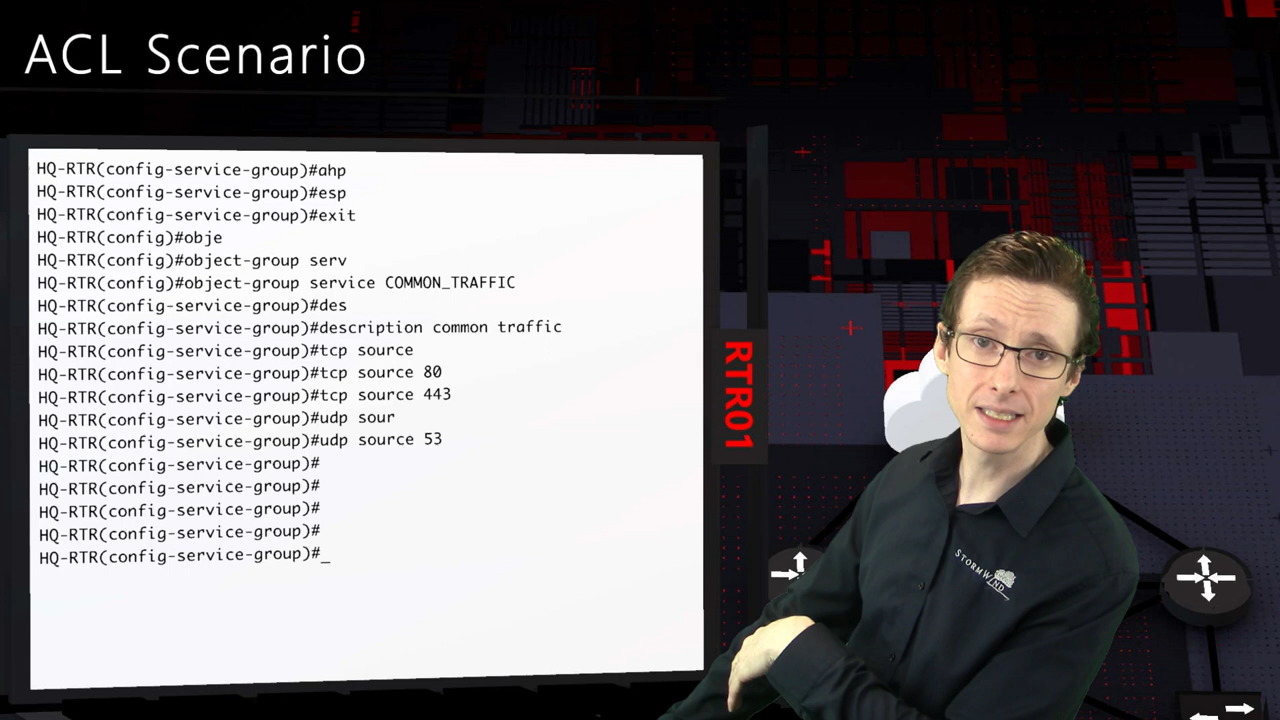 ACL Scenario
HQ-RTR(config-service-group)#ahp
HQ-RTR(config-service-group)#esp
HQ-RTR(config-service-group)#exit
HQ-RTR(config)#obje
HQ-RTR(config)#object-group serv
HQ-RTR(config)#object-group service COMMON_TRAFFIC
HQ-RTR(config-service-group)#des
HQ-RTR(config-service-group)#description common traffic
HQ-RTR(config-service-group)#tcp source
HQ-RTR(config-service-group)#tcp source 80
HQ-RTR(config-service-group)#tcp source 443
HQ-RTR(config-service-group)#udp sour
HQ-RTR(config-service-group)#udp source 53
HQ-RTR(config-service-group)#
HQ-RTR(config-service-group)#
HQ-RTR(config-service-group)#
HQ-RTR(config-service-group)#
HQ-RTR(config-service-group)#_
RTR01
STORMWIND